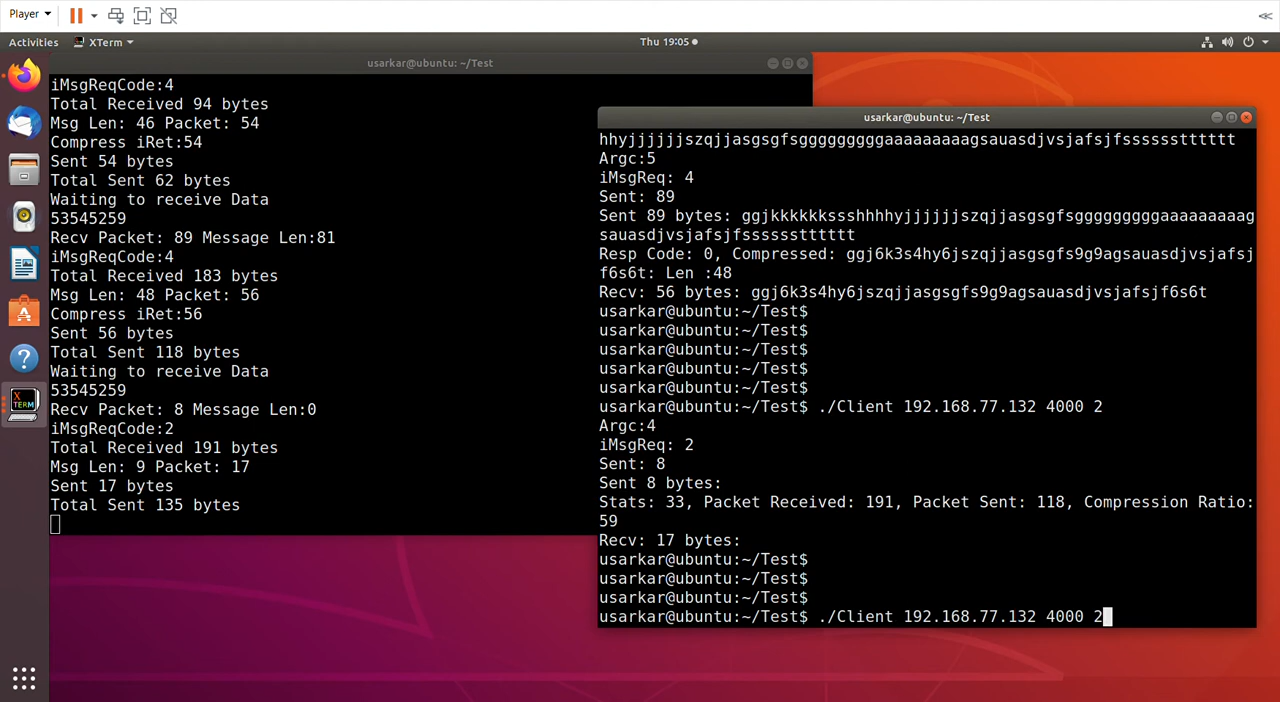 Player
Activities
XTerm
Thu 19:05
usarkar@ubuntu: ~/Test
iMsgReqCode:4
Total Received 94 bytes
Msg Len: 46 Packet: 54
Compress iRet:54
Sent 54 bytes
Total Sent 62 bytes
Waiting to receive Data
53545259
Recv Packet: 89 Message Len:81
iMsgReqCode:4
Total Received 183 bytes
Msg Len: 48 Packet: 56
Compress iRet:56
Sent 56 bytes
Total Sent 118 bytes
Waiting to receive Data
53545259
Recv Packet: 8 Message Len:0
iMsgReqCode:2
Total Received 191 bytes
Msg Len: 9 Packet: 17
Sent 17 bytes
Total Sent 135 bytes
usarkar@ubuntu: ~/Test
hhyjjjjjjszqjjasgsgfsgggggggggaaaaaaaaagsauasdjvsjafsjfsssssstttttt
Argc:5
iMsgReq: 4
Sent: 89
Sent 89 bytes: ggjkkkkkkssshhhhyjjjjjjszqjjasgsgfsgggggggggaaaaaaaaag
sauasdjvsjafsjfsssssstttttt
Resp Code: 0, Compressed: ggj6k3s4hy6jszqjjasgsgfs9g9agsauasdjvsjafsj
f6s6t: Len :48
Recv: 56 bytes: ggj6k3s4hy6jszqjjasgsgfs9g9agsauasdjvsjafsjf6s6t
usarkar@ubuntu:~/Test$
usarkar@ubuntu:~/Test$
usarkar@ubuntu:~/Test$
usarkar@ubuntu:~/Test$
usarkar@ubuntu:~/Test$
usarkar@ubuntu:~/Test$ ./Client 192.168.77.132 4000 2
Argc:4
iMsgReq: 2
Sent: 8
Sent 8 bytes:
Stats: 33, Packet Received: 191, Packet Sent: 118, Compression Ratio:
59
Recv: 17 bytes:
usarkar@ubuntu:~/Test$
usarkar@ubuntu:~/Test$
usarkar@ubuntu:~/Test$
usarkar@ubuntu:~/Test$ ./Client 192.168.77.132 4000 2
X
TERM